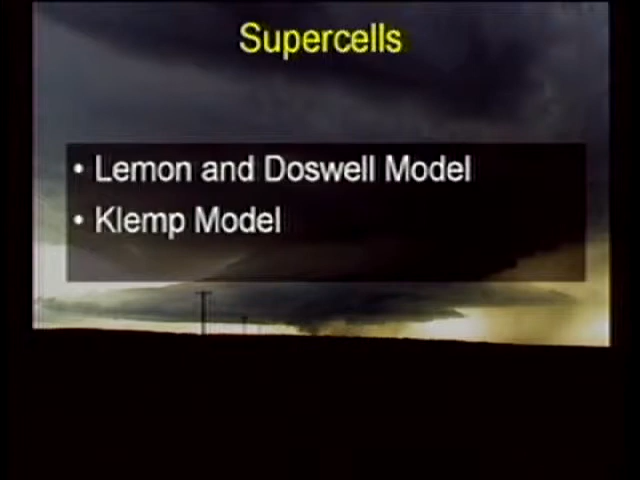 Supercells
• Lemon and Doswell Model
• Klemp Model